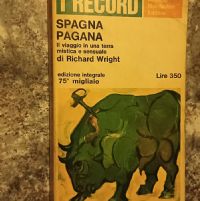 I RECORD
SPAGNA
PAGANA
Il viaggio in una terra
mistica e sensuale
di Richard Wright
edizione integrale
75° migliaio
Lire 350